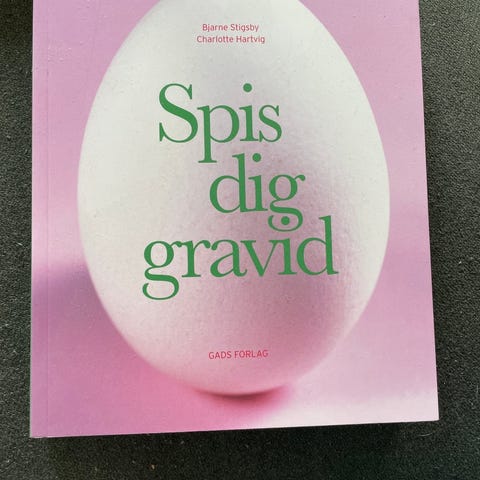 Bjarne Stigsby
Charlotte Hartvig
Spis
dig
gravid
GADS FORLAG